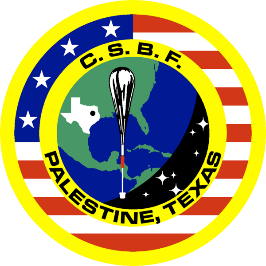 C. S. B. F.
PALESTINE, TEXAS